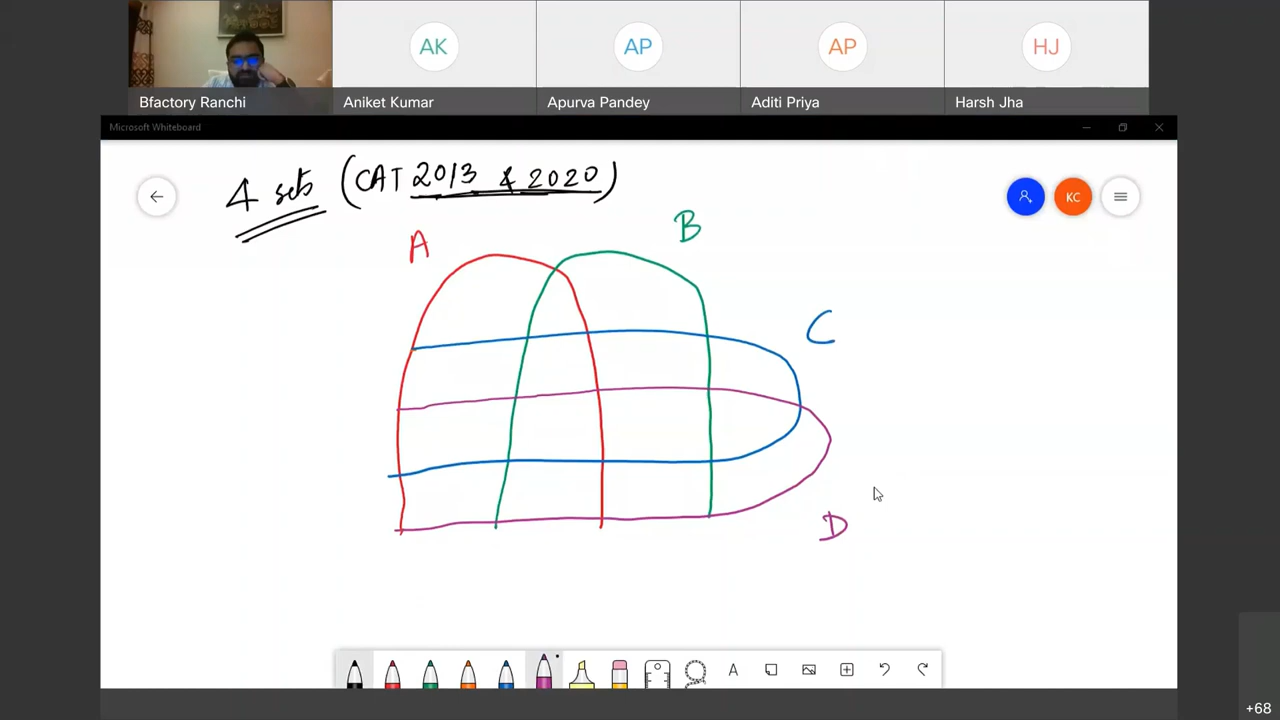 AK
AP
AP
HJ
Bfactory Ranchi
Aniket Kumar
Apurva Pandey
Aditi Priya
Harsh Jha
Microsoft Whiteboard
4 sets (CAT 2013 & 2020)
KC
A
B
C
D
A
+68